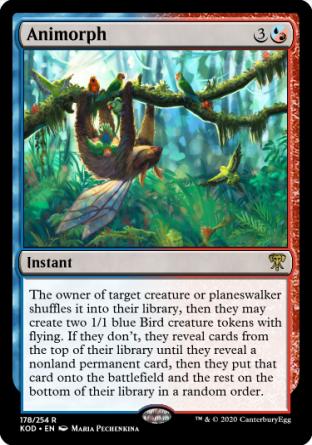 Animorph 3
Instant
The owner of target creature or planeswalker
shuffles it into their library, then they may
create two 1/1 blue Bird creature tokens with
flying. If they don't, they reveal cards from
the top of their library until they reveal a
nonland permanent card, then they put that
card onto the battlefield and the rest on the
bottom of their library in a random order.
178/254 R
KOD • EN Maria Pechenkina
™ & © 2020 CanterburyEgg